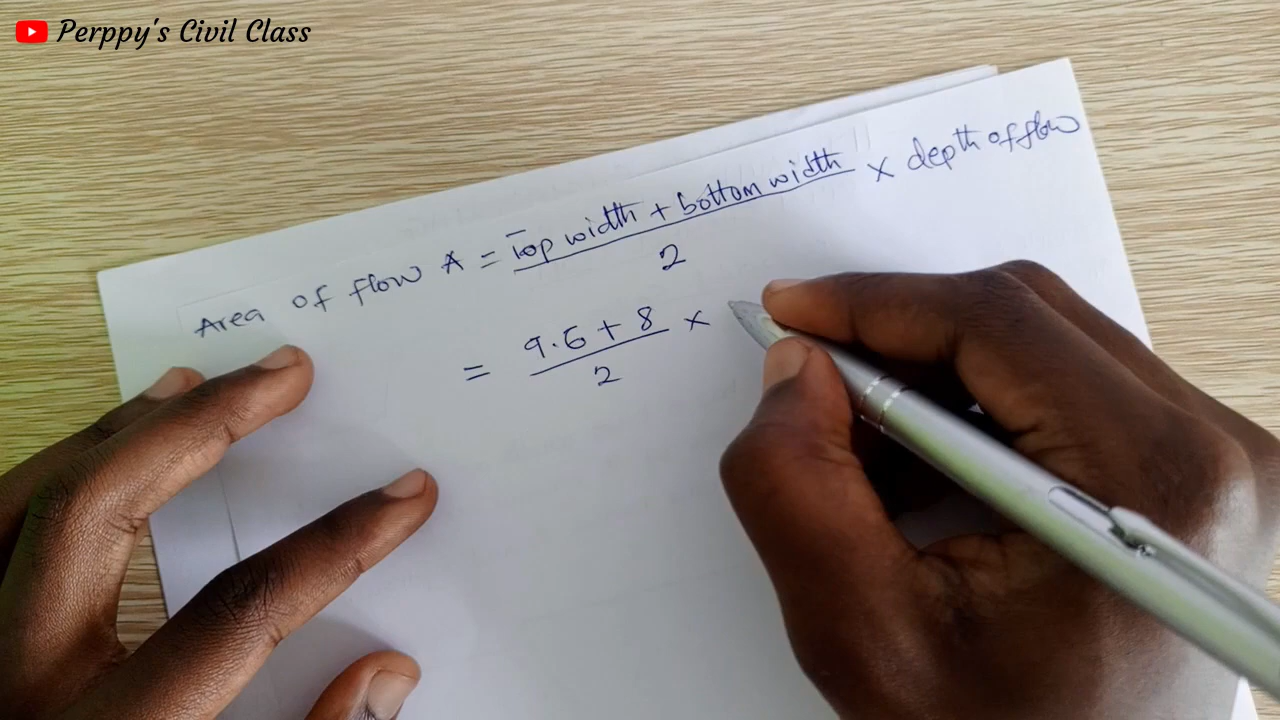 Perppy's Civil Class
Area of flow A = Top width + bottom width / 2 × depth of flow
= 9.6 + 8 / 2 ×